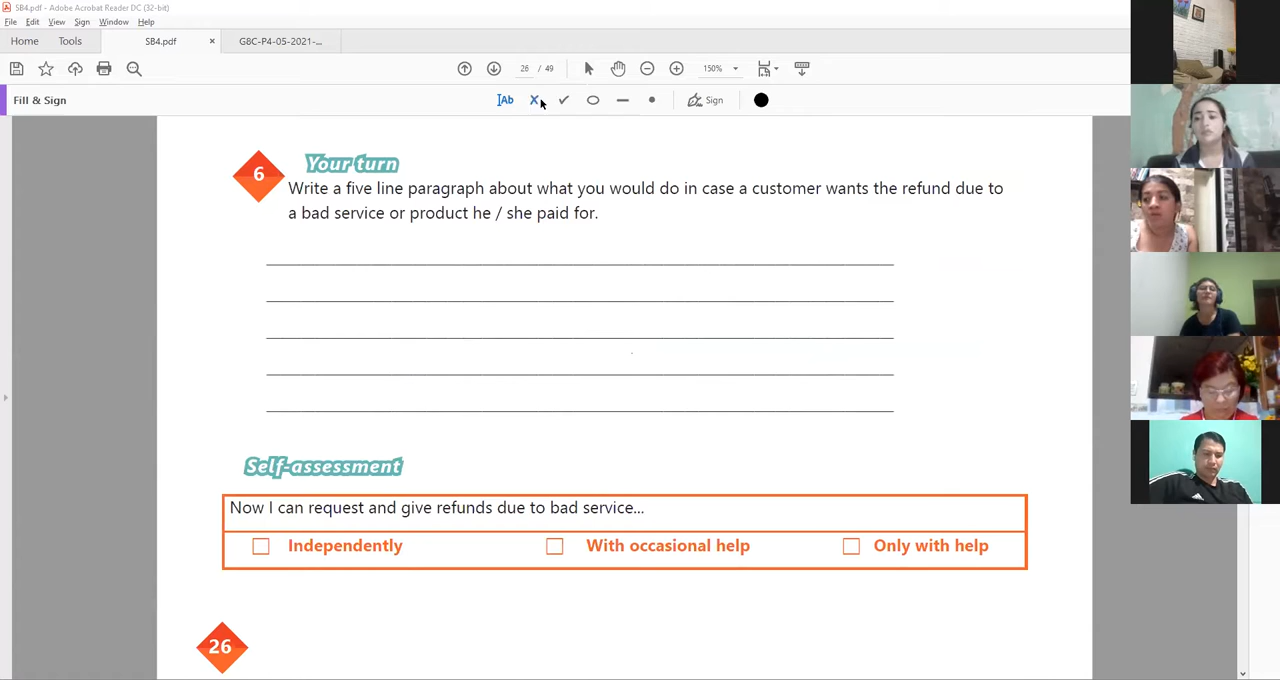 SB4.pdf - Adobe Acrobat Reader DC (32-bit)
File Edit View Sign Window Help
Home Tools SB4.pdf × GBC-P4-05-2021-...
26 / 49 150%
Fill & Sign
Ab Sign
6
Your turn
Write a five line paragraph about what you would do in case a customer wants the refund due to
a bad service or product he / she paid for.
Self-assessment
Now I can request and give refunds due to bad service...
Independently With occasional help Only with help
26